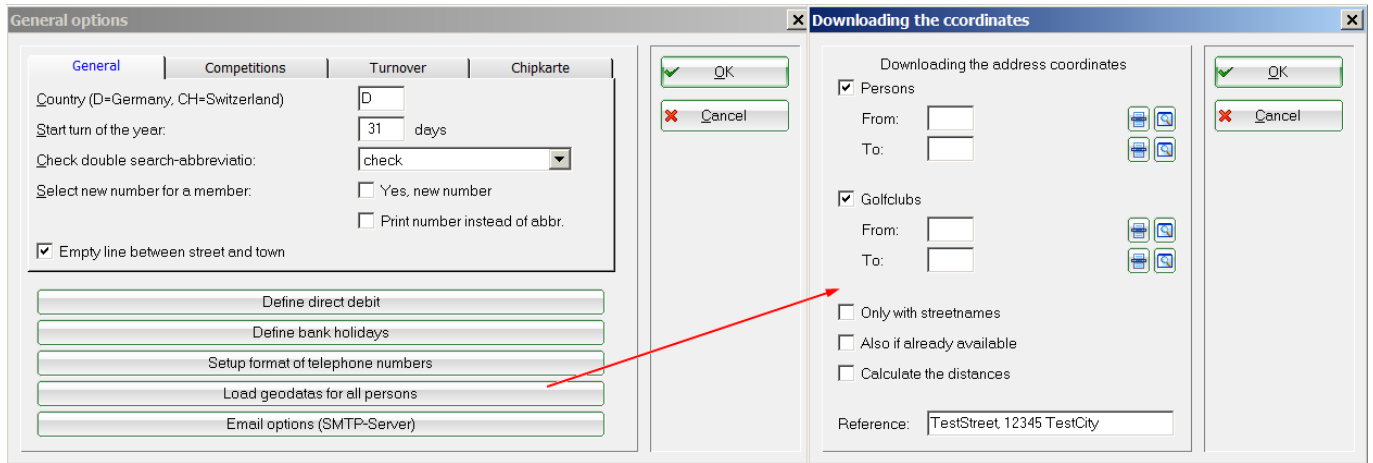 General options
General Competitions Turnover Chipkarte
Country (D=Germany, CH=Switzerland) D
Start turn of the year: 31 days
Check double search-abbreviatio: check
Select new number for a member: Yes, new number
Print number instead of abbr.
Empty line between street and town
Define direct debit
Define bank holidays
Setup format of telephone numbers
Load geodatas for all persons
Email options (SMTP-Server)
OK
Cancel
Downloading the ccordinates
Downloading the address coordinates
Persons
From:
To:
Golfclubs
From:
To:
Only with streetnames
Also if already available
Calculate the distances
Reference: TestStreet, 12345 TestCity
OK
Cancel